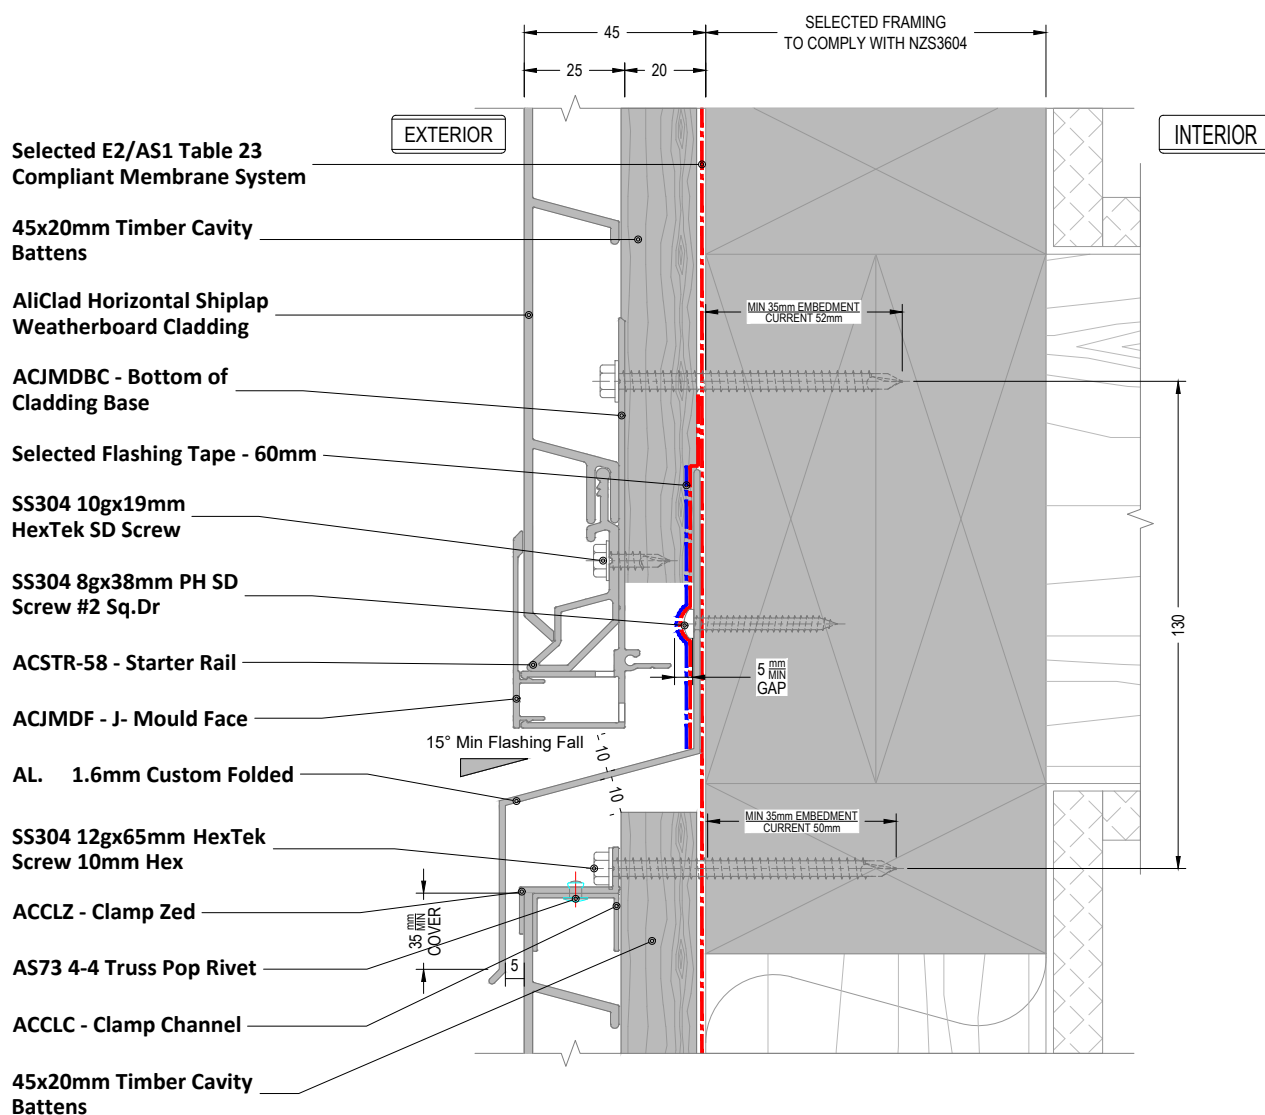 SELECTED FRAMING
TO COMPLY WITH NZS3604
45
25
20
EXTERIOR
INTERIOR
Selected E2/AS1 Table 23
Compliant Membrane System
45x20mm Timber Cavity
Battens
AliClad Horizontal Shiplap
Weatherboard Cladding
MIN 35mm EMBEDMENT
CURRENT 52mm
ACJMDBC - Bottom of
Cladding Base
Selected Flashing Tape - 60mm
SS304 10gx19mm
HexTek SD Screw
SS304 8gx38mm PH SD
Screw #2 Sq.Dr
130
ACSTR-58 - Starter Rail
5 mm MIN
GAP
ACJMDF - J- Mould Face
15° Min Flashing Fall
10
10
AL. 1.6mm Custom Folded
MIN 35mm EMBEDMENT
CURRENT 50mm
SS304 12gx65mm HexTek
Screw 10mm Hex
ACCLZ - Clamp Zed
35 mm MIN
COVER
AS73 4-4 Truss Pop Rivet
5
ACCLC - Clamp Channel
45x20mm Timber Cavity
Battens